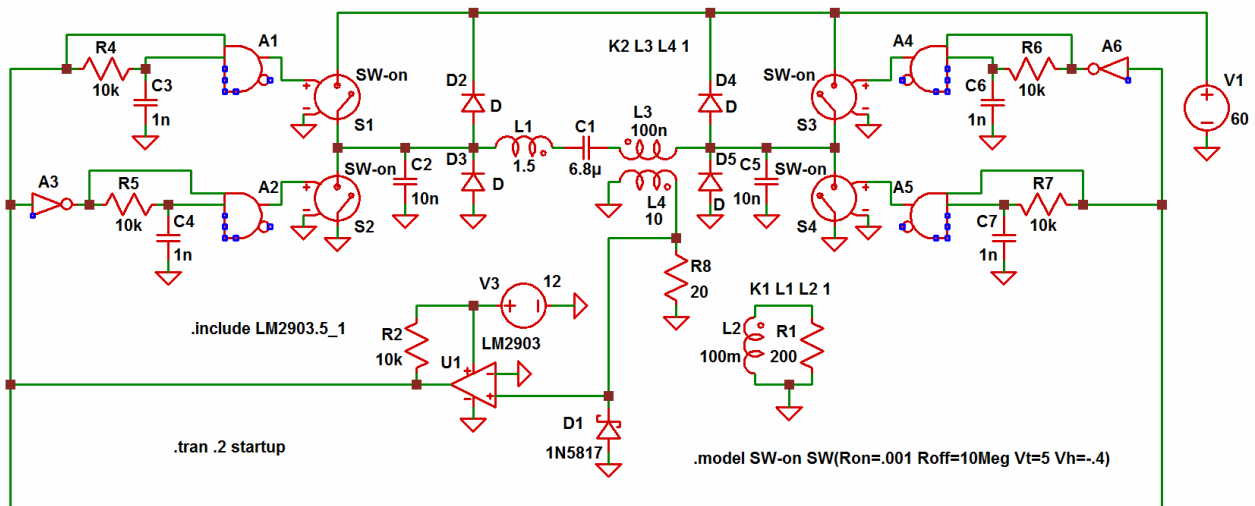 R4
10k
C3
1n
A1
SW-on
S1
D2
D
K2 L3 L4 1
D4
D
SW-on
S3
A4
R6
10k
C6
1n
A6
V1
60
L1
1.5
C1
6.8µ
L3
100n
A3
R5
10k
C4
1n
A2
SW-on
S2
C2
10n
D3
D
L4
10
D5
D
C5
10n
SW-on
S4
A5
C7
1n
R7
10k
R8
20
V3
12
.include LM2903.5_1
R2
10k
LM2903
U1
K1 L1 L2 1
L2
100m
R1
200
D1
1N5817
.tran .2 startup
.model SW-on SW(Ron=.001 Roff=10Meg Vt=5 Vh=-.4)